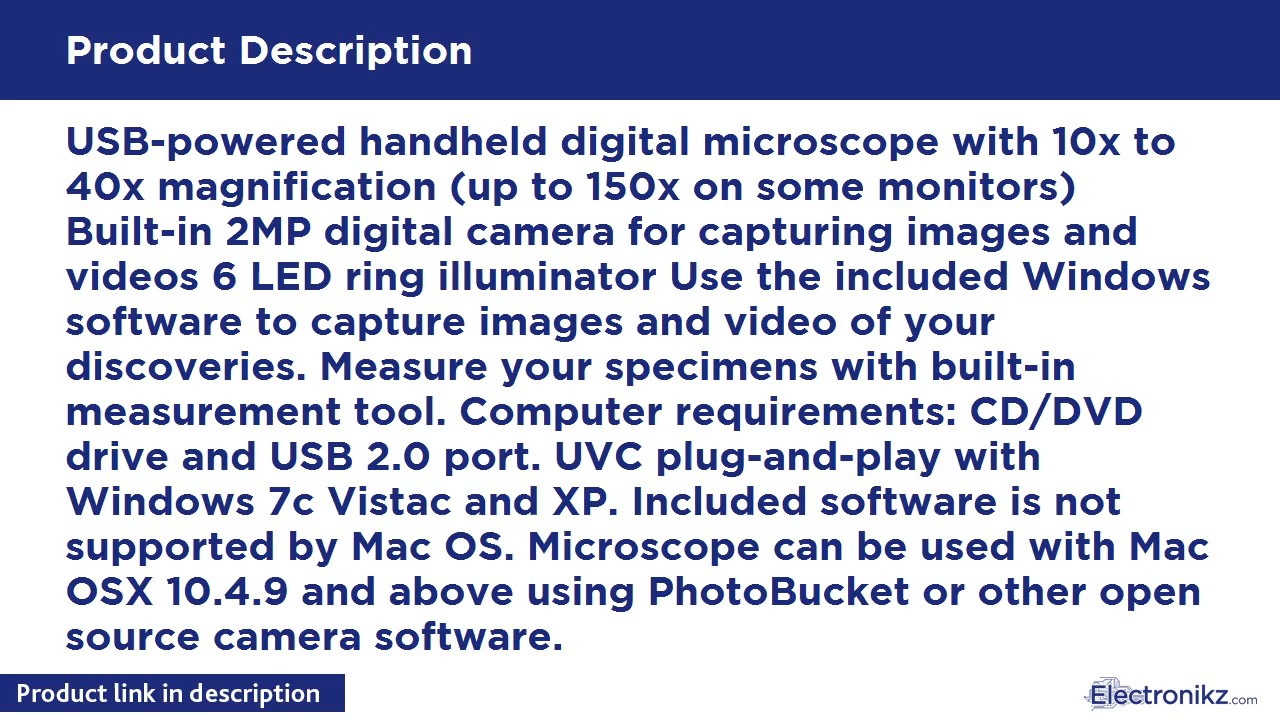 Product Description
USB-powered handheld digital microscope with 10x to
40x magnification (up to 150x on some monitors)
Built-in 2MP digital camera for capturing images and
videos 6 LED ring illuminator Use the included Windows
software to capture images and video of your
discoveries. Measure your specimens with built-in
measurement tool. Computer requirements: CD/DVD
drive and USB 2.0 port. UVC plug-and-play with
Windows 7c Vistac and XP. Included software is not
supported by Mac OS. Microscope can be used with Mac
OSX 10.4.9 and above using PhotoBucket or other open
source camera software.
Product link in description
Electronikz.com